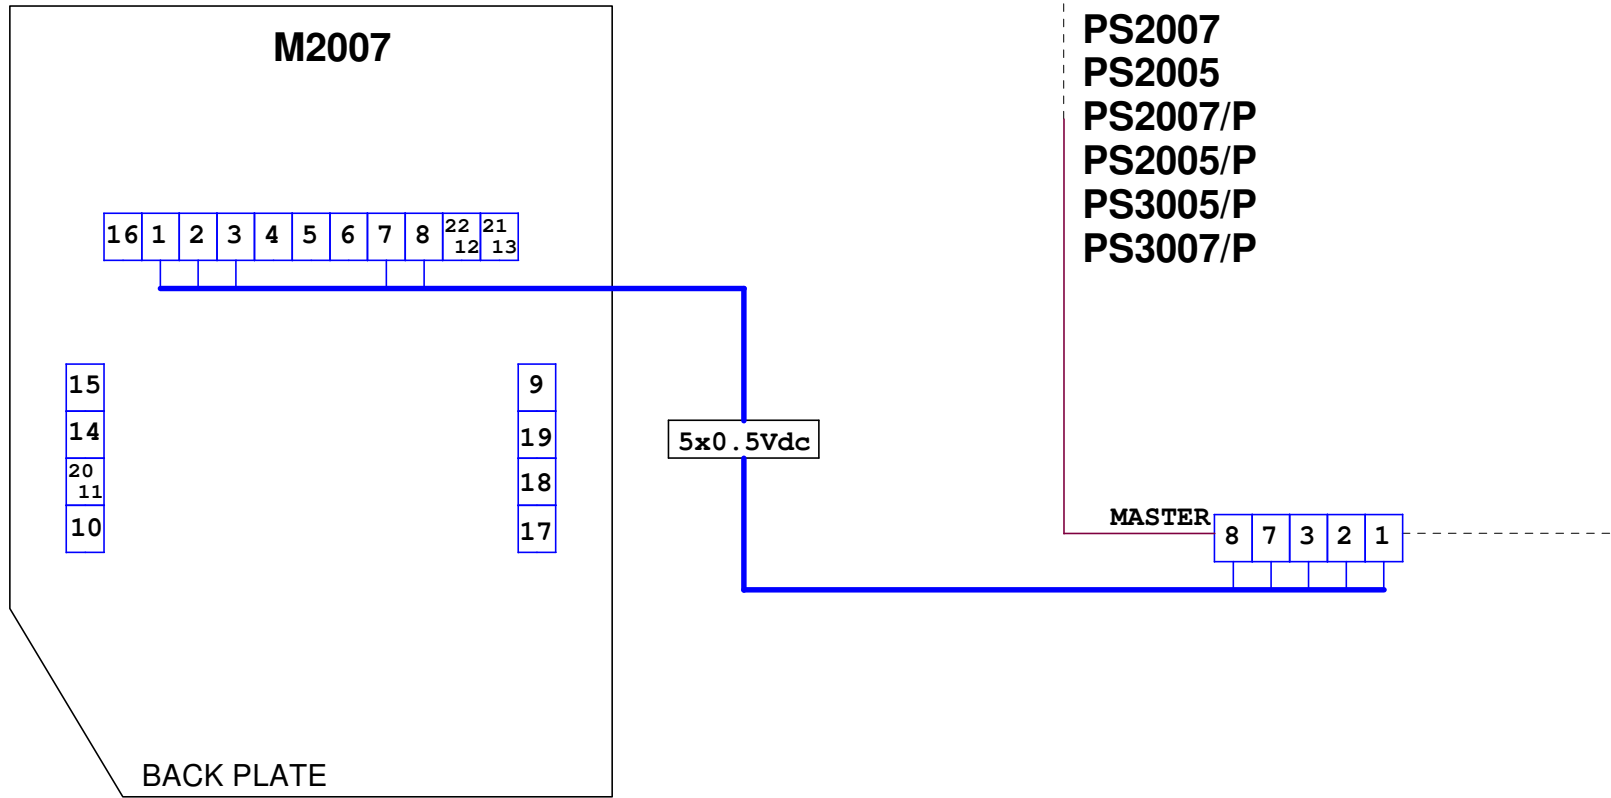 M2007
PS2007
PS2005
PS2007/P
PS2005/P
PS3005/P
PS3007/P
16 1 2 3 4 5 6 7 8 22 12 21 13
15
14
20 11
10
9
19
18
17
5x0.5Vdc
MASTER 8 7 3 2 1
BACK PLATE